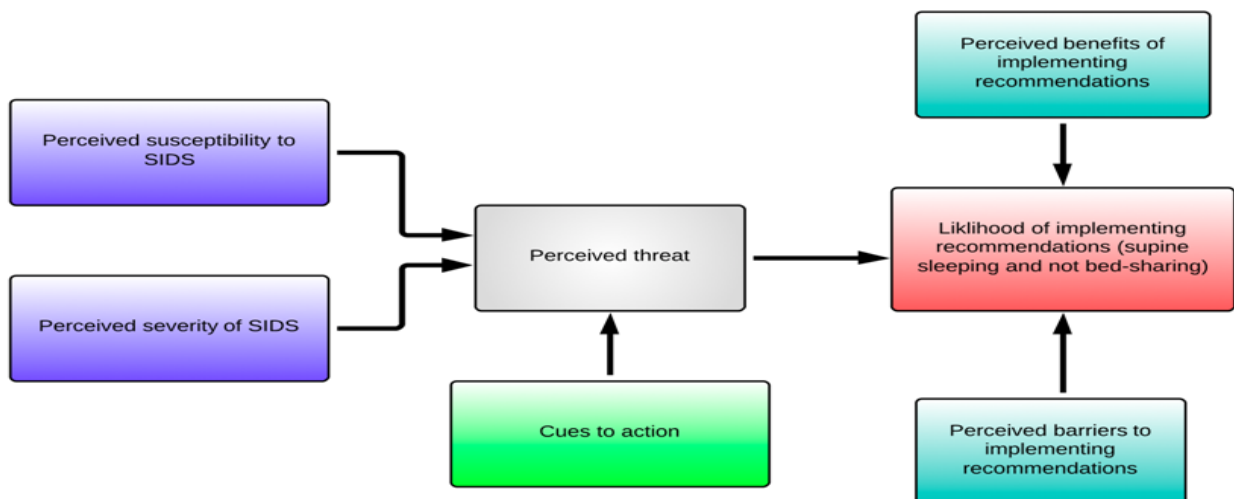 Perceived benefits of
implementing
recommendations
Perceived susceptibility to
SIDS
Liklihood of implementing
recommendations (supine
sleeping and not bed-sharing)
Perceived threat
Perceived severity of SIDS
Cues to action
Perceived barriers to
implementing
recommendations